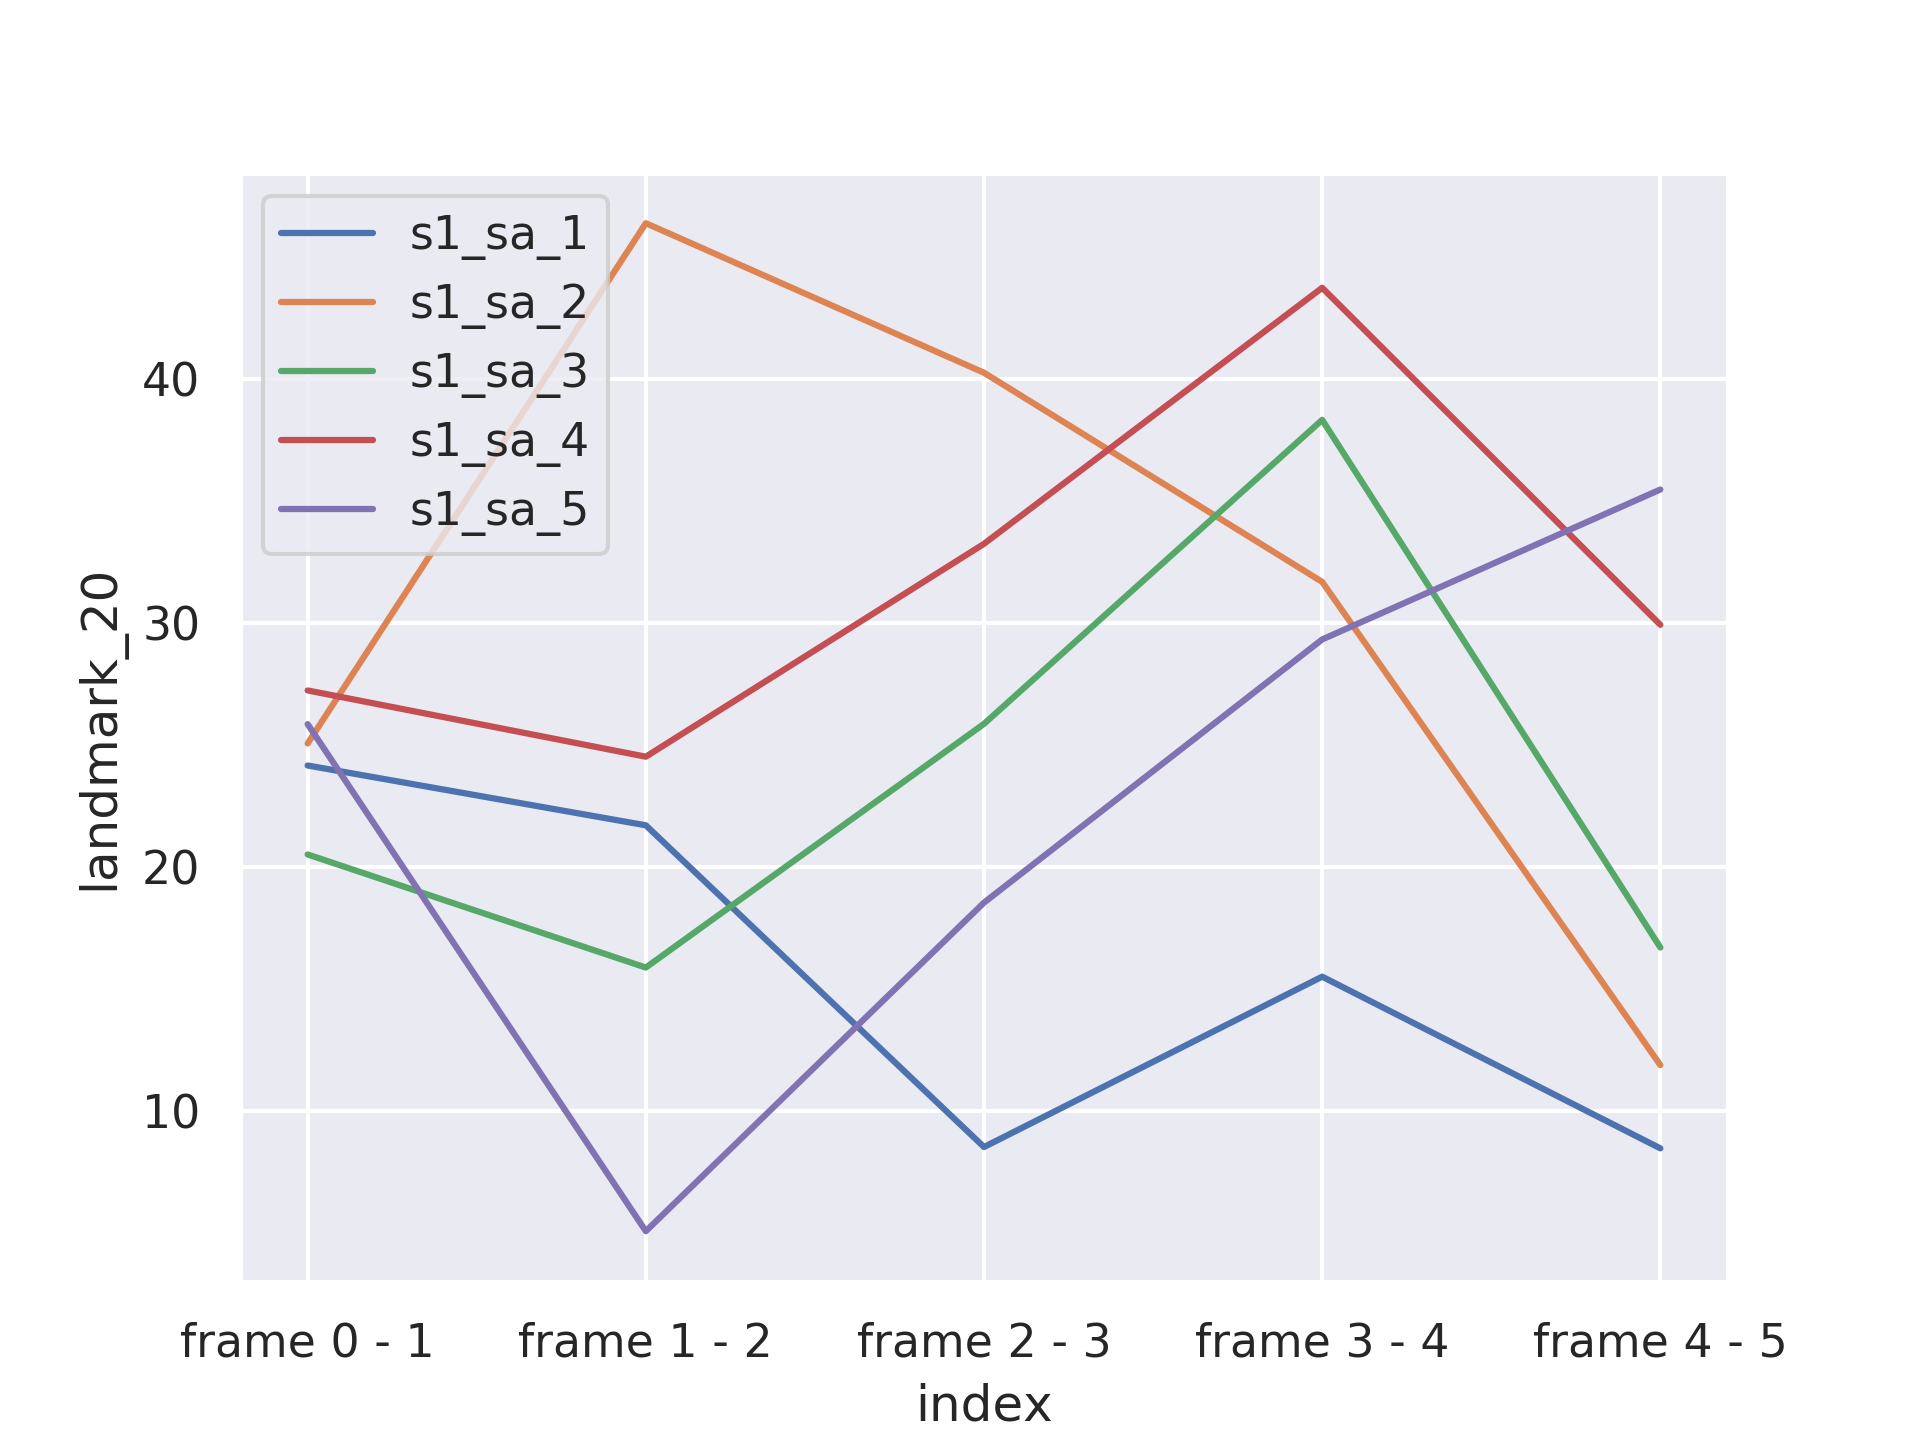 s1_sa_1
s1_sa_2
s1_sa_3
s1_sa_4
s1_sa_5
landmark_20
40
30
20
10
frame 0 - 1
frame 1 - 2
frame 2 - 3
frame 3 - 4
frame 4 - 5
index